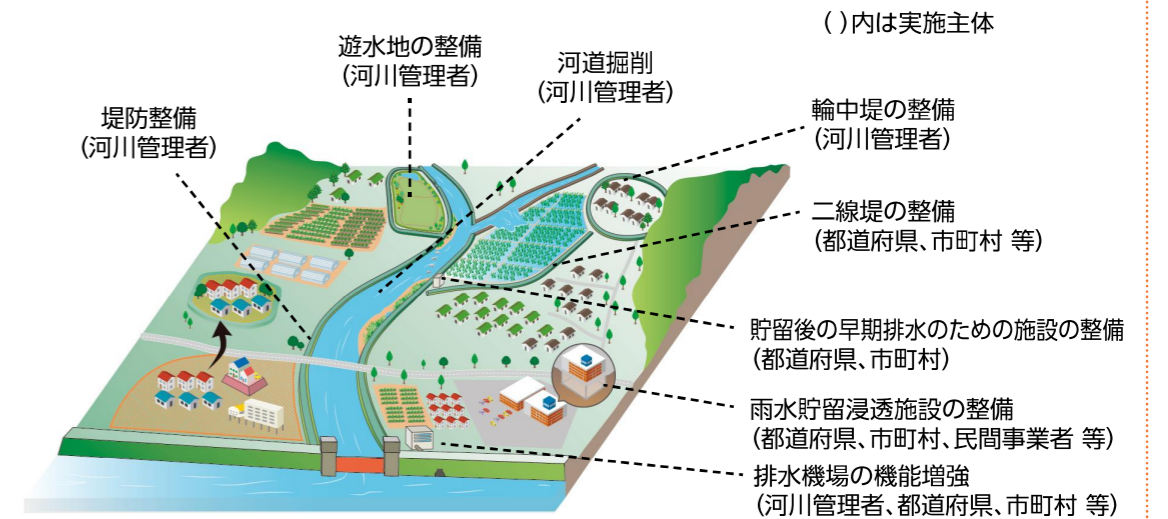 ( )内は実施主体
遊水地の整備
(河川管理者)
河道掘削
(河川管理者)
堤防整備
(河川管理者)
輪中堤の整備
(河川管理者)
二線堤の整備
(都道府県、市町村 等)
貯留後の早期排水のための施設の整備
(都道府県、市町村)
雨水貯留浸透施設の整備
(都道府県、市町村、民間事業者 等)
排水機場の機能増強
(河川管理者、都道府県、市町村 等)